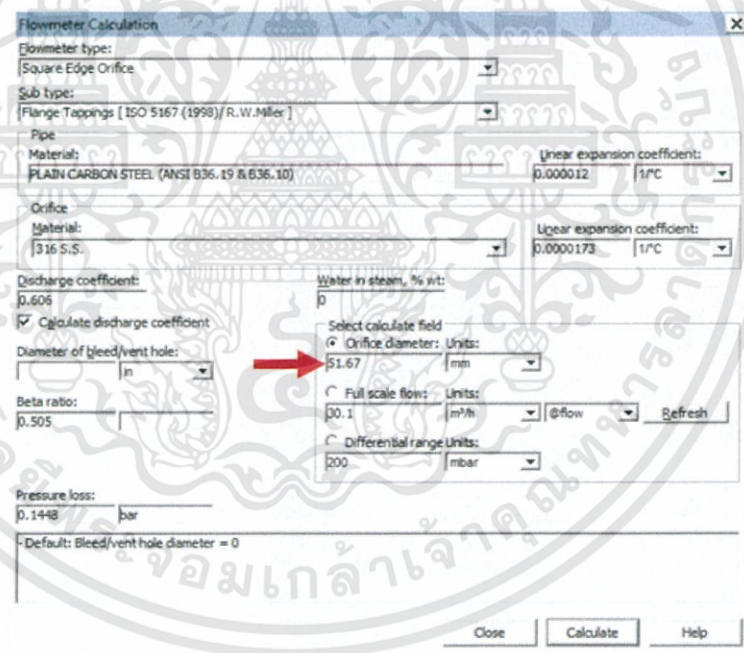 Flowmeter Calculation X
Flowmeter type:
Square Edge Orifice
Sub type:
Flange Tappings [ ISO 5167 (1998)/ R.W.Miller ]
Pipe
Material: Linear expansion coefficient:
PLAIN CARBON STEEL (ANSI B36.19 & B36.10) 0.000012 1/°C
Orifice
Material: Linear expansion coefficient:
316 S.S. 0.0000173 1/°C
Discharge coefficient: Water in steam, % wt:
0.606 0
Calculate discharge coefficient Select calculate field
Orifice diameter: Units:
Diameter of bleed/vent hole: 51.67 mm
in
Full scale flow: Units:
Beta ratio: 30.1 m³/h @flow Refresh
0.505
Differential range Units:
200 mbar
Pressure loss:
0.1448 bar
- Default: Bleed/vent hole diameter = 0
Close Calculate Help